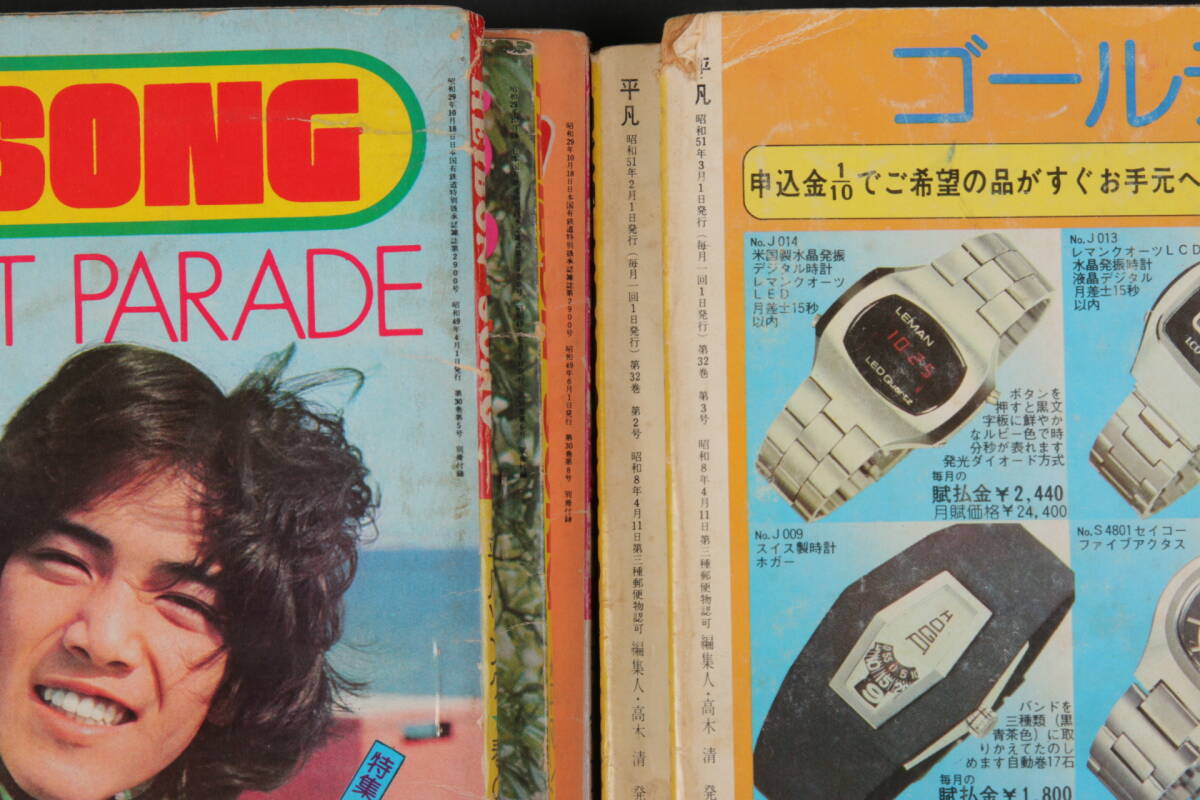 SONG
T PARADE
昭和29年10月18日日本国有鉄道特別扱承認雑誌第2900号 昭和49年4月1日発行 第30巻第5号 別冊付録
特集
昭和29年10月18日日本国有鉄道特別扱承認雑誌第2900号 昭和49年6月1日発行 第30巻第8号 別冊付録
平凡 昭和51年2月1日発行(毎月一回1日発行)第32巻 第2号 昭和8年4月11日第三種郵便物認可 編集人・高木 清
平凡 昭和51年3月1日発行(毎月一回1日発行)第32巻 第3号 昭和8年4月11日第三種郵便物認可 編集人・高木 清 発
ゴール
申込金1/10でご希望の品がすぐお手元へ
No.J014
米国製水晶発振
デジタル時計
レマンクオーツ
LED
月差±15秒
以内
LEMAN
10:25
LED Quartz
ボタンを
押すと黒文
字板に鮮やか
なルビー色で時
分秒が表れます
発光ダイオード方式
毎月の
賦払金¥2,440
月賦価格¥24,400
No.J013
レマンクオーツLCD
水晶発振時計
液晶デジタル
月差±15秒
以内
LCD
No.J009
スイス製時計
ホガー
バンドを
三種類(黒
青茶色)に取
りかえてたのし
めます自動巻17石
毎月の
賦払金¥1,800
No.S4801セイコー
ファイブアクタス